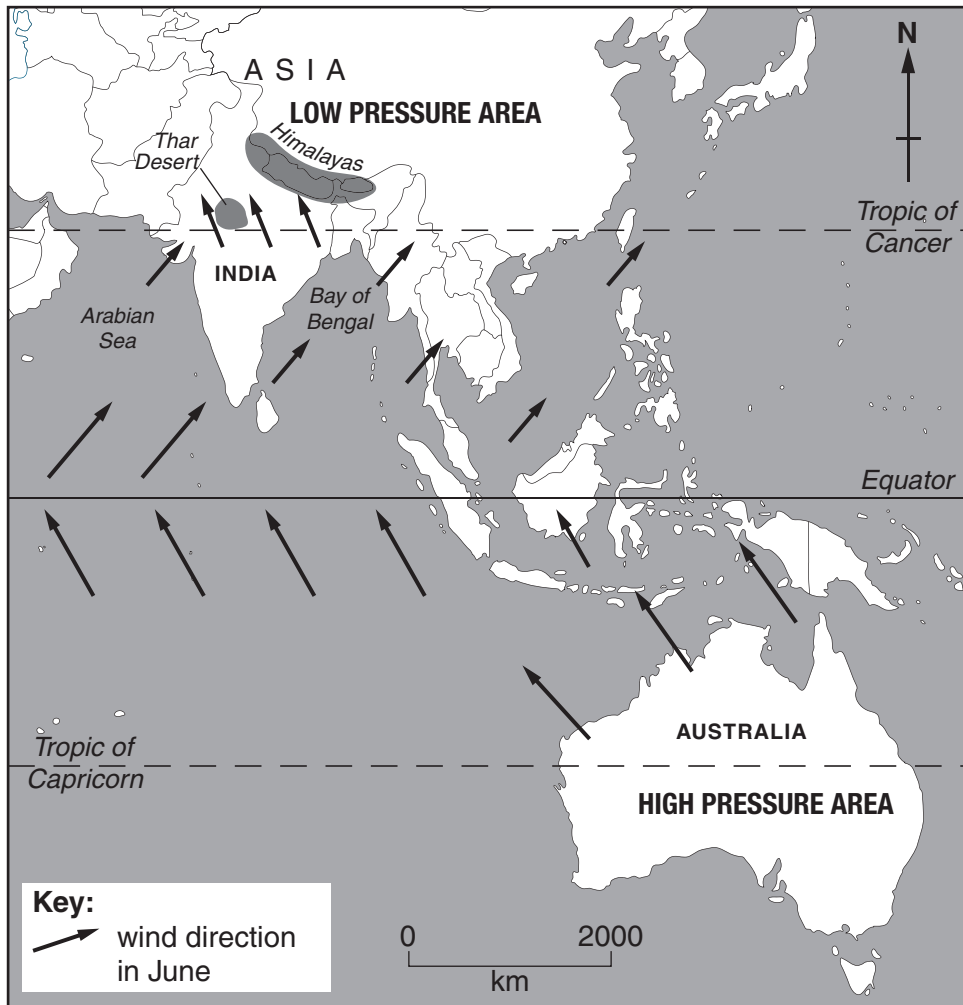 N
A S I A
LOW PRESSURE AREA
Thar
Desert
Himalayas
Tropic of
Cancer
INDIA
Arabian
Sea
Bay of
Bengal
Equator
Tropic of
Capricorn
AUSTRALIA
HIGH PRESSURE AREA
Key:
wind direction
in June
0 2000
km